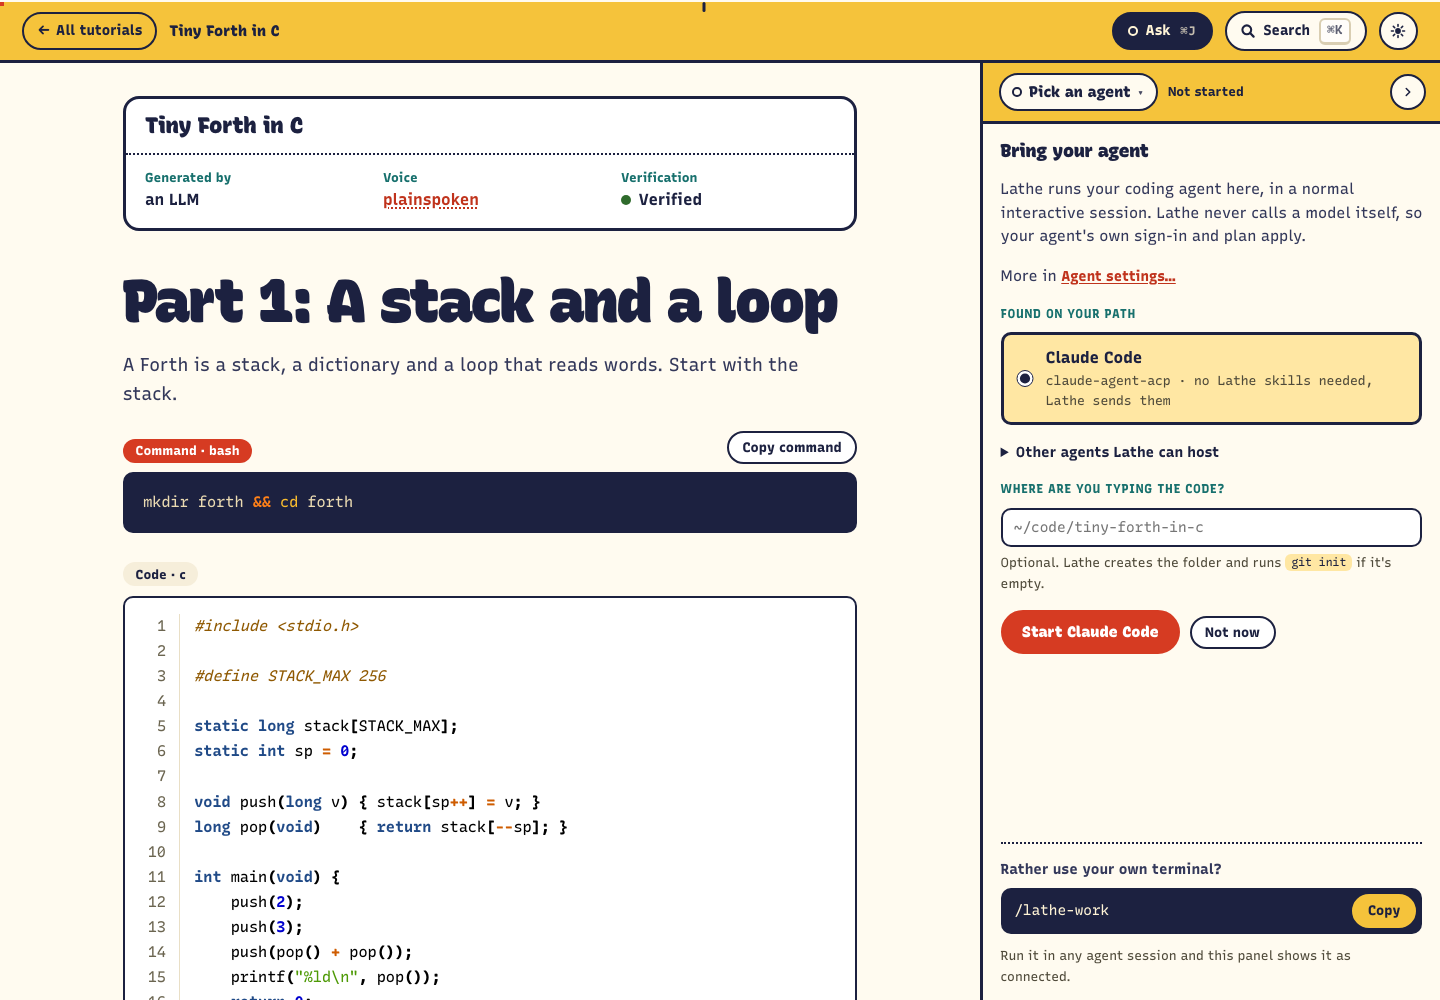 ← All tutorials
Tiny Forth in C
Ask ⌘J
Search ⌘K
Tiny Forth in C
Generated by
an LLM
Voice
plainspoken
Verification
Verified
Part 1: A stack and a loop
A Forth is a stack, a dictionary and a loop that reads words. Start with the
stack.
Command · bash
Copy command
mkdir forth && cd forth
Code · c
1 #include <stdio.h>
2
3 #define STACK_MAX 256
4
5 static long stack[STACK_MAX];
6 static int sp = 0;
7
8 void push(long v) { stack[sp++] = v; }
9 long pop(void)    { return stack[--sp]; }
10
11 int main(void) {
12     push(2);
13     push(3);
14     push(pop() + pop());
15     printf("%ld\n", pop());
16     return 0;
Pick an agent ▾
Not started
Bring your agent
Lathe runs your coding agent here, in a normal
interactive session. Lathe never calls a model itself, so
your agent's own sign-in and plan apply.
More in Agent settings…
FOUND ON YOUR PATH
Claude Code
claude-agent-acp · no Lathe skills needed,
Lathe sends them
▶ Other agents Lathe can host
WHERE ARE YOU TYPING THE CODE?
~/code/tiny-forth-in-c
Optional. Lathe creates the folder and runs git init if it's
empty.
Start Claude Code
Not now
Rather use your own terminal?
/lathe-work
Copy
Run it in any agent session and this panel shows it as
connected.